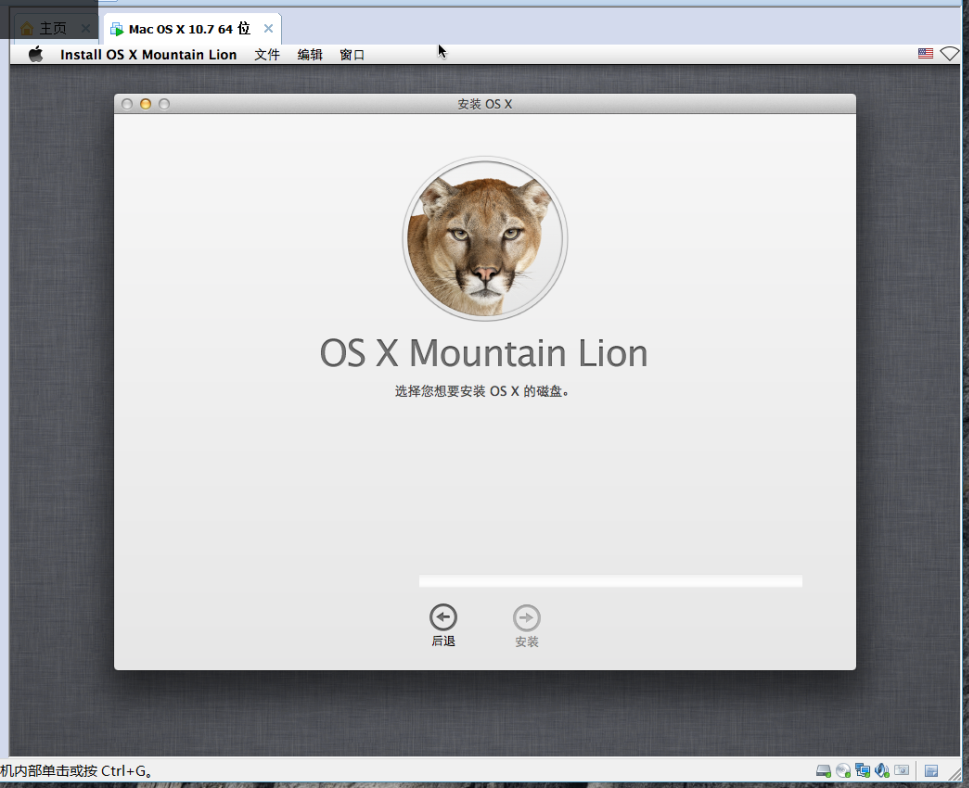 主页
Mac OS X 10.7 64 位
Install OS X Mountain Lion 文件 编辑 窗口
安装 OS X
OS X Mountain Lion
选择您想要安装 OS X 的磁盘。
后退 安装
机内部单击或按 Ctrl+G。